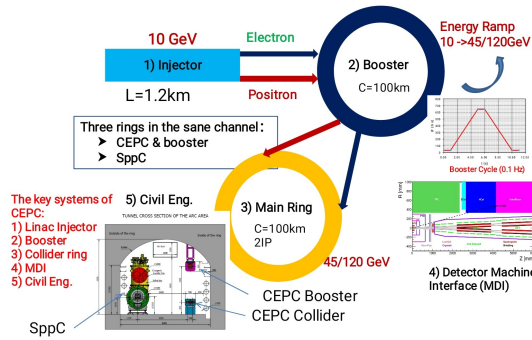 10 GeV
Electron
1) Injector
L=1.2km
Positron
2) Booster
C=100km
Energy Ramp
10 ->45/120GeV
Booster Cycle (0.1 Hz)
Three rings in the sane channel:
➤ CEPC & booster
➤ SppC
3) Main Ring
C=100km
2IP
45/120 GeV
The key systems of
CEPC:
1) Linac Injector
2) Booster
3) Collider ring
4) MDI
5) Civil Eng.
5) Civil Eng.
TUNNEL CROSS SECTION OF THE ARC AREA
SppC
CEPC Booster
CEPC Collider
4) Detector Machine
Interface (MDI)